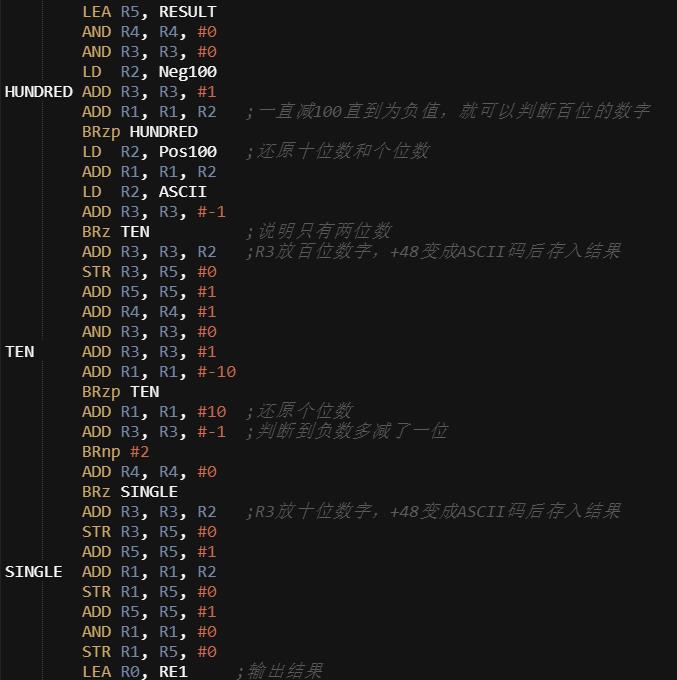 LEA R5, RESULT
AND R4, R4, #0
AND R3, R3, #0
LD R2, Neg100
HUNDRED ADD R3, R3, #1
ADD R1, R1, R2 ;一直减100直到为负值，就可以判断百位的数字
BRzp HUNDRED
LD R2, Pos100 ;还原十位数和个位数
ADD R1, R1, R2
LD R2, ASCII
ADD R3, R3, #-1
BRz TEN ;说明只有两位数
ADD R3, R3, R2 ;R3放百位数字，+48变成ASCII码后存入结果
STR R3, R5, #0
ADD R5, R5, #1
ADD R4, R4, #1
AND R3, R3, #0
TEN ADD R3, R3, #1
ADD R1, R1, #-10
BRzp TEN
ADD R1, R1, #10 ;还原个位数
ADD R3, R3, #-1 ;判断到负数多减了一位
BRnp #2
ADD R4, R4, #0
BRz SINGLE
ADD R3, R3, R2 ;R3放十位数字，+48变成ASCII码后存入结果
STR R3, R5, #0
ADD R5, R5, #1
SINGLE ADD R1, R1, R2
STR R1, R5, #0
ADD R5, R5, #1
AND R1, R1, #0
STR R1, R5, #0
LEA R0, RE1 ;输出结果